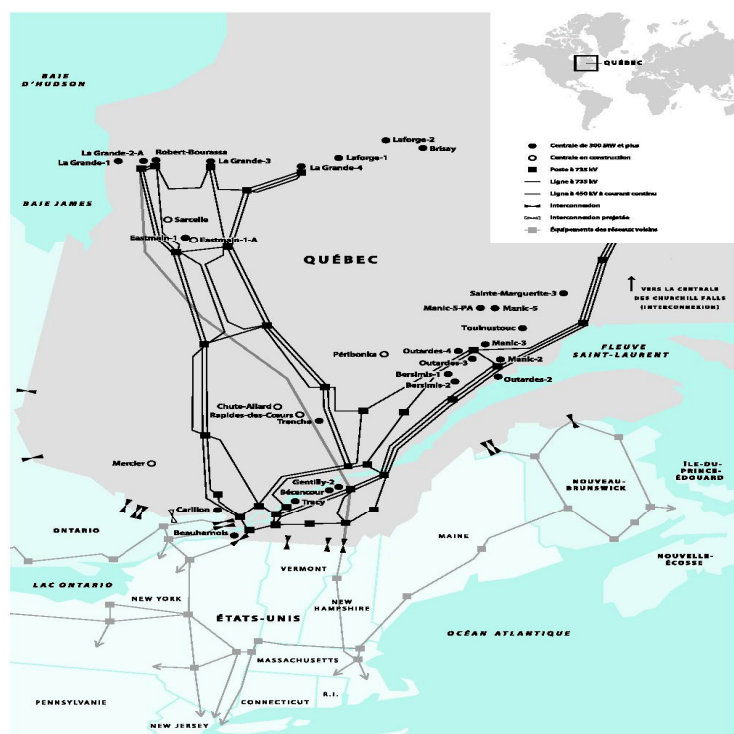 QUÉBEC
BAIE
D'HUDSON
Centrale de 300 MW et plus
Centrale en construction
Poste à 735 kV
Ligne à 735 kV
Ligne à 450 kV à courant continu
Interconnexion
Interconnexion projetée
Équipements des réseaux voisins
Laforge-2
Brisay
La Grande-2-A
Robert-Bourassa
La Grande-1
La Grande-3
Laforge-1
La Grande-4
BAIE JAMES
Sarcelle
Eastmain-1
Eastmain-1-A
QUÉBEC
Sainte-Marguerite-3
VERS LA CENTRALE
DES CHURCHILL FALLS
(INTERCONNEXION)
Manic-5-PA
Manic-5
Toulnustouc
Manic-3
FLEUVE
SAINT-LAURENT
Péribonka
Outardes-4
Outardes-3
Manic-2
Bersimis-1
Bersimis-2
Outardes-2
Chute-Allard
Rapides-des-Cœurs
Trenche
Mercier
Gentilly-2
Bécancour
Tracy
Carillon
Beauharnois
ÎLE-DU-
PRINCE-
ÉDOUARD
NOUVEAU-
BRUNSWICK
ONTARIO
MAINE
NOUVELLE-
ÉCOSSE
VERMONT
LAC ONTARIO
NEW YORK
NEW
HAMPSHIRE
ÉTATS-UNIS
OCÉAN ATLANTIQUE
MASSACHUSETTS
R.I.
PENNSYLVANIE
CONNECTICUT
NEW JERSEY